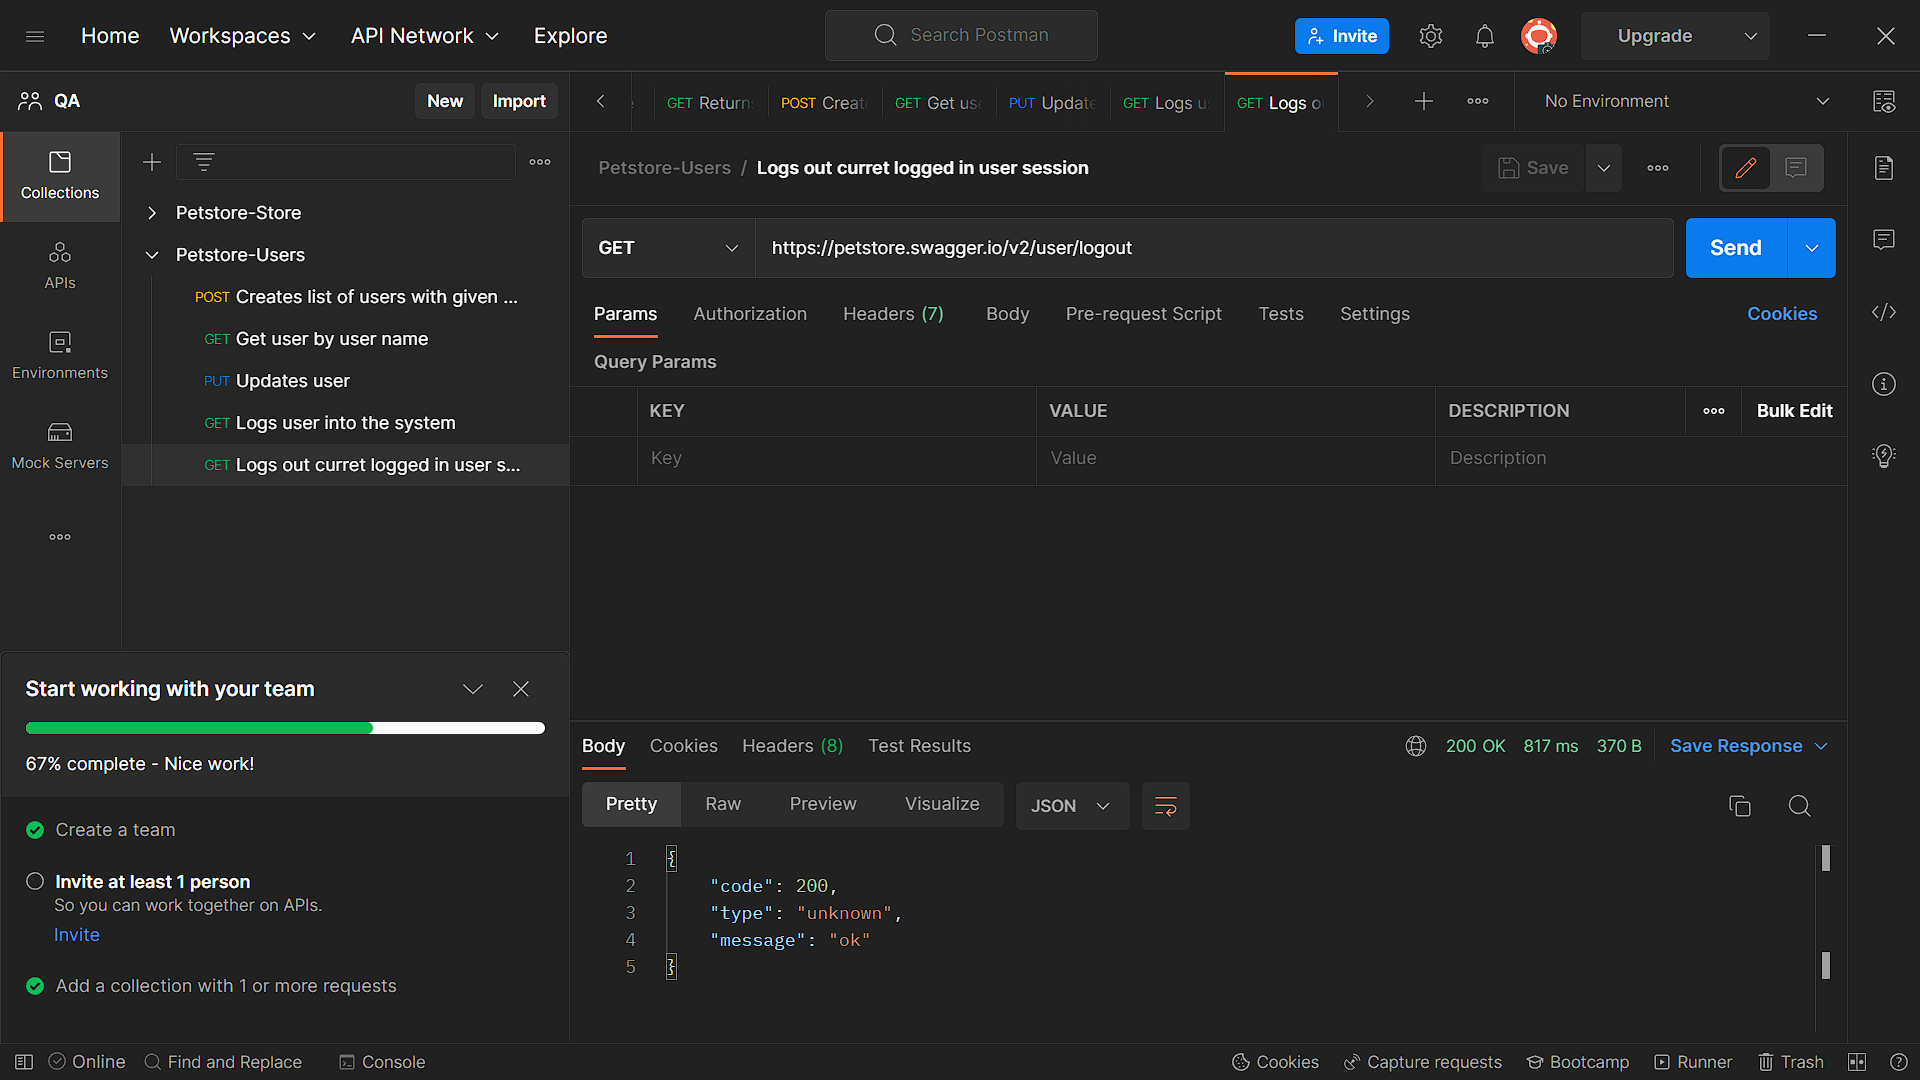 Home Workspaces API Network Explore Search Postman Invite Upgrade
QA New Import GET Return POST Creat GET Get us PUT Update GET Logs u GET Logs o No Environment
Collections
APIs
Environments
Mock Servers
Petstore-Store
Petstore-Users
POST Creates list of users with given ...
GET Get user by user name
PUT Updates user
GET Logs user into the system
GET Logs out curret logged in user s...
Petstore-Users / Logs out curret logged in user session Save
GET https://petstore.swagger.io/v2/user/logout Send
Params Authorization Headers (7) Body Pre-request Script Tests Settings Cookies
Query Params
KEY VALUE DESCRIPTION Bulk Edit
Key Value Description
Start working with your team
67% complete - Nice work!
Create a team
Invite at least 1 person
So you can work together on APIs.
Invite
Add a collection with 1 or more requests
Body Cookies Headers (8) Test Results 200 OK 817 ms 370 B Save Response
Pretty Raw Preview Visualize JSON
1 {
2 "code": 200,
3 "type": "unknown",
4 "message": "ok"
5 }
Online Find and Replace Console Cookies Capture requests Bootcamp Runner Trash